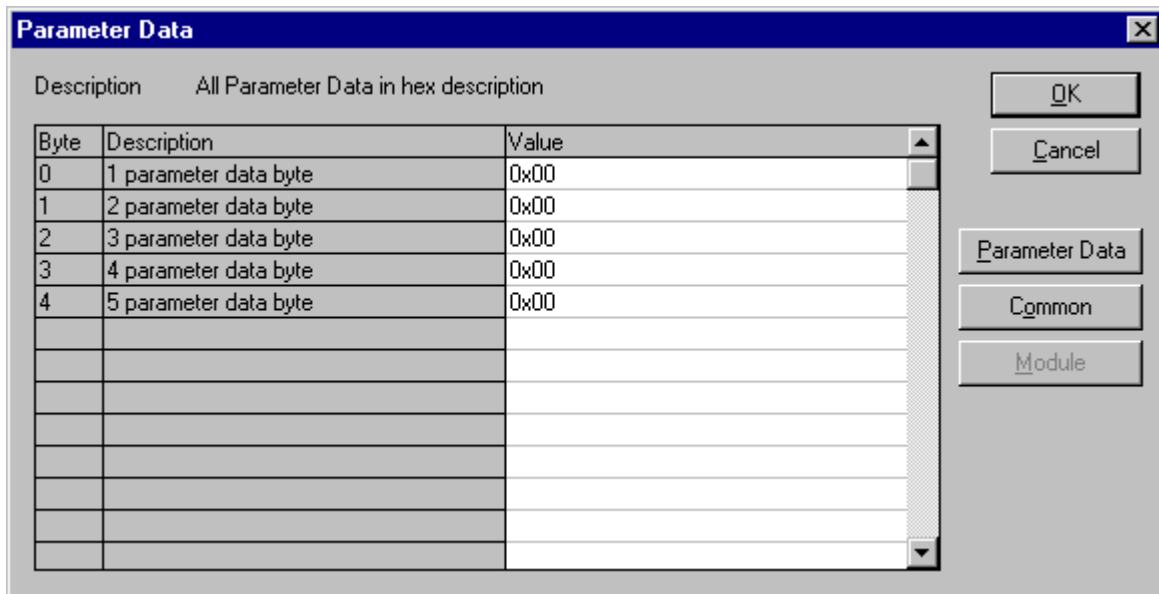 Parameter Data
Description All Parameter Data in hex description
OK
Cancel
Byte Description Value
0 1 parameter data byte 0x00
1 2 parameter data byte 0x00
2 3 parameter data byte 0x00
3 4 parameter data byte 0x00
4 5 parameter data byte 0x00
Parameter Data
Common
Module